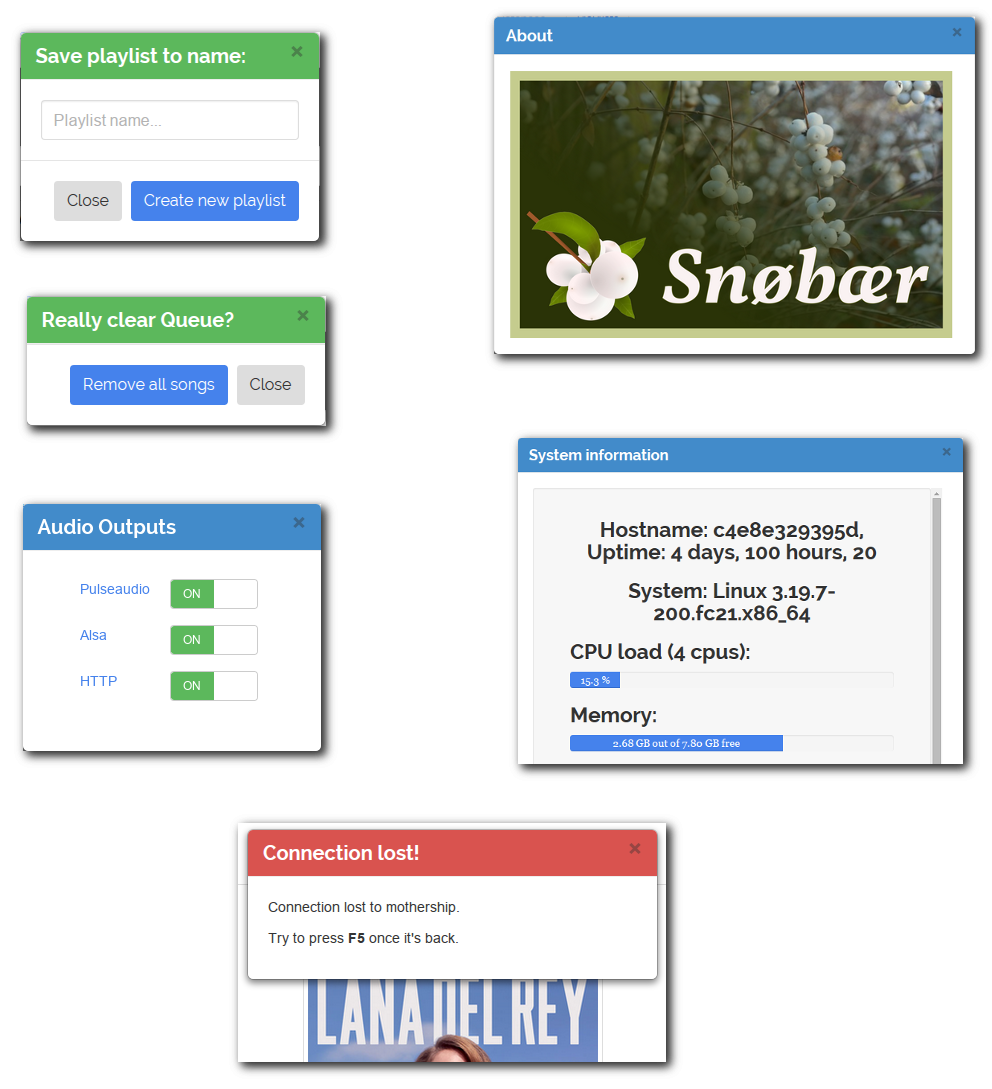 Save playlist to name:
×
Playlist name...
Close
Create new playlist
Really clear Queue?
×
Remove all songs
Close
Audio Outputs
×
Pulseaudio
ON
Alsa
ON
HTTP
ON
About
×
Snøbær
System information
×
Hostname: c4e8e329395d,
Uptime: 4 days, 100 hours, 20
System: Linux 3.19.7-
200.fc21.x86_64
CPU load (4 cpus):
15.3 %
Memory:
2.68 GB out of 7.80 GB free
Connection lost!
×
Connection lost to mothership.
Try to press F5 once it's back.
LANA DEL REY